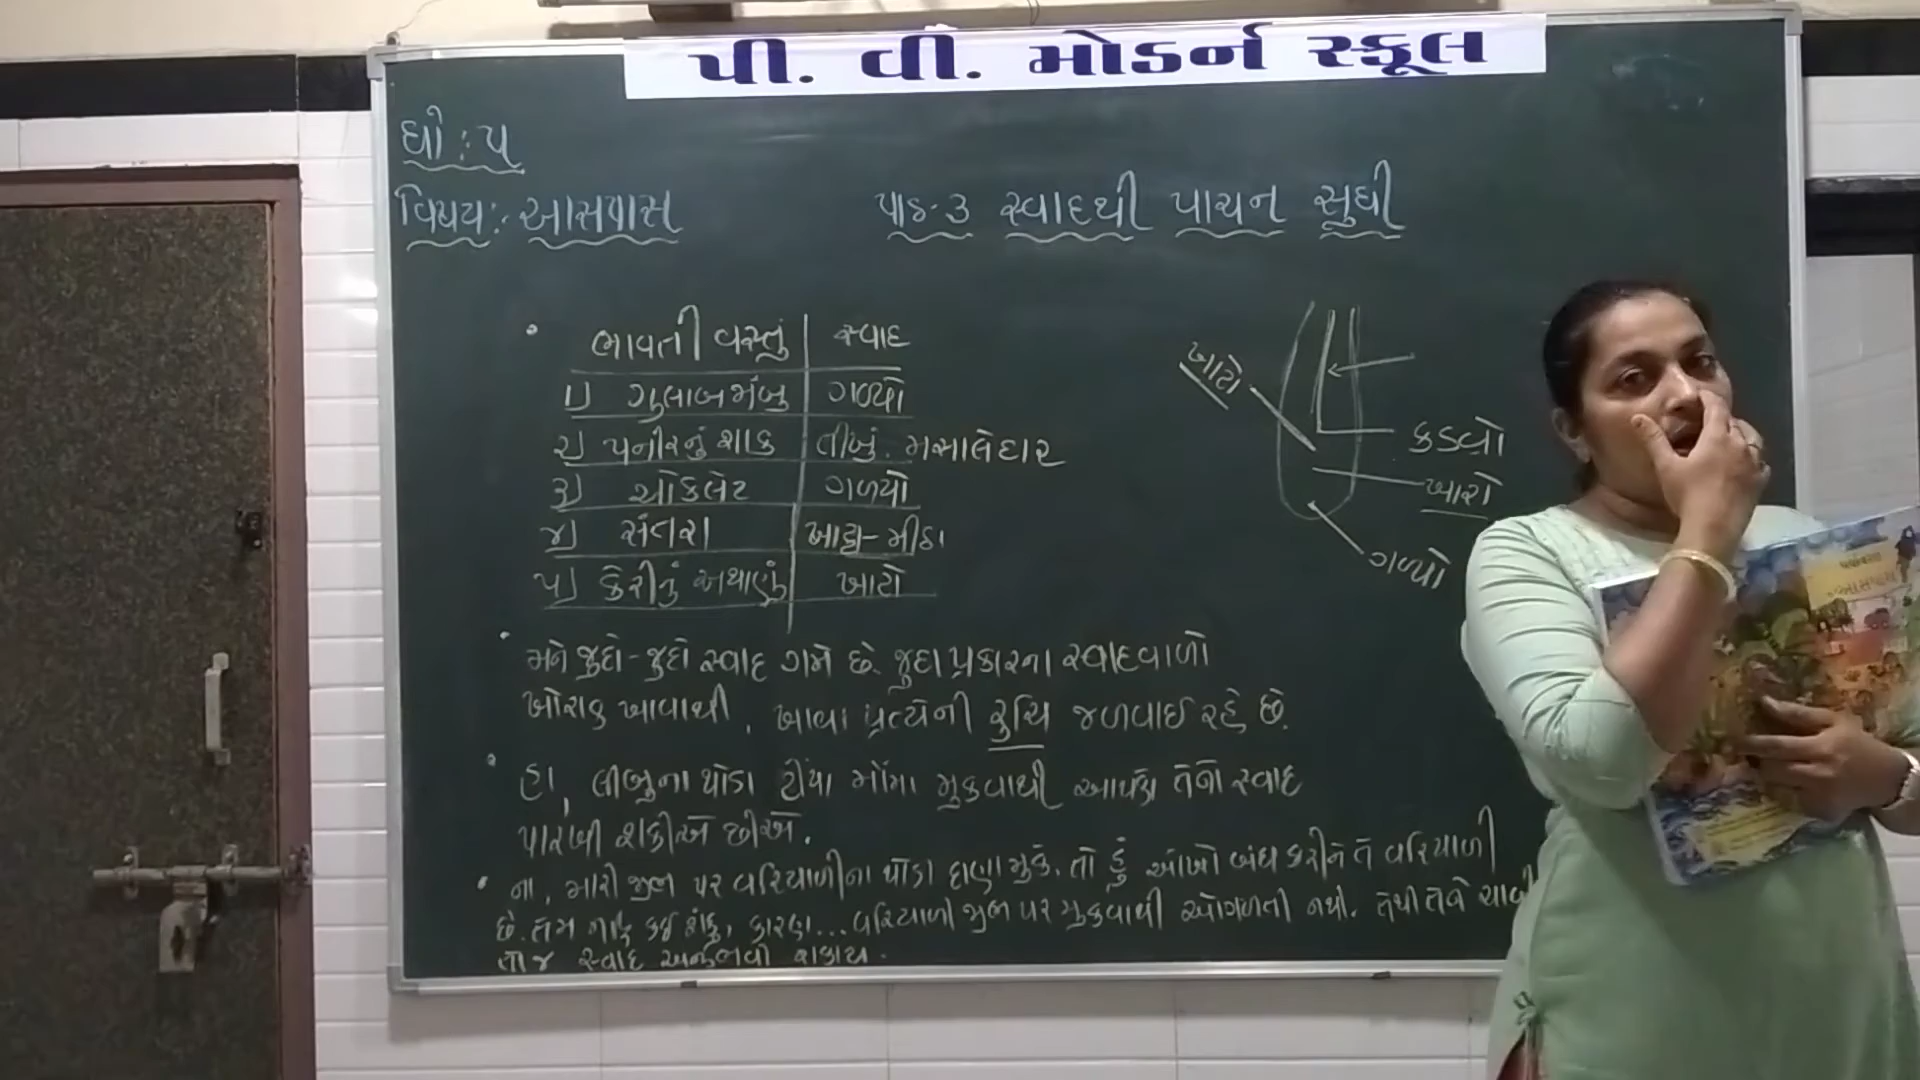 પી. વી. મોડર્ન સ્કૂલ
ધો : ૫
વિષય :- આસપાસ
પાઠ-૩ સ્વાદથી પાચન સુધી
ભાવતી વસ્તું સ્વાદ
૧) ગુલાબજાંબુ ગળ્યો
૨) પનીરનું શાક તીખું. મસાલેદાર
૩) ચોકલેટ ગળ્યો
૪) સંતરા ખાટ્ટા-મીઠા
૫) કેરીનું અથાણું ખાટો
ખાટો
કડવો
ખારો
ગળ્યો
મને જુદો-જુદો સ્વાદ ગમે છે. જુદા પ્રકારના સ્વાદવાળો
ખોરાક ખાવાથી, ખાવા પ્રત્યેની રુચિ જળવાઈ રહે છે.
હા, લીંબુના થોડા ટીપા મોંમા મુકવાથી આપણે તેનો સ્વાદ
પારખી શકીએ છીએ.
ના, મારી જીભ પર વરિયાળીના થોડા દાણા મુકે. તો હું આંખો બંધ કરીને તે વરિયાળી
છે. તેમ નહિ કહી શકું, કારણ... વરિયાળી જીભ પર મુકવાથી ઓગળતી નથી. તેથી તેને ચાવી
તો જ સ્વાદ અનુભવી શકાય.
આસપાસ